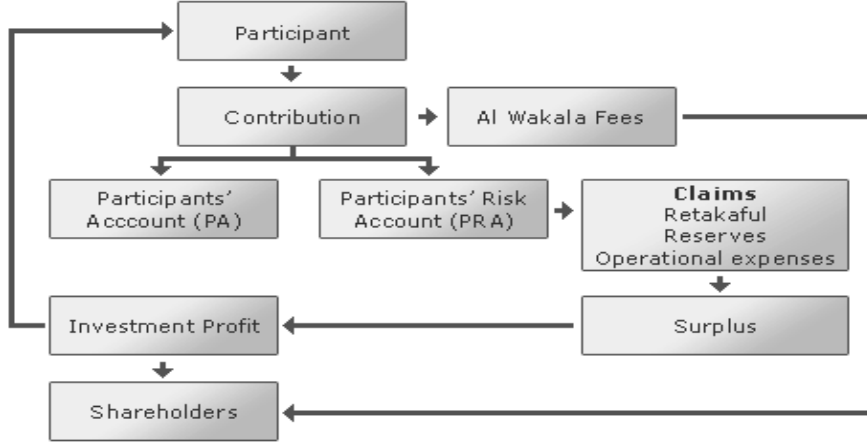 Participant
Contribution
Al Wakala Fees
Participants'
Acccount (PA)
Participants' Risk
Account (PRA)
Claims
Retakaful
Reserves
Operational expenses
Investment Profit
Surplus
Shareholders